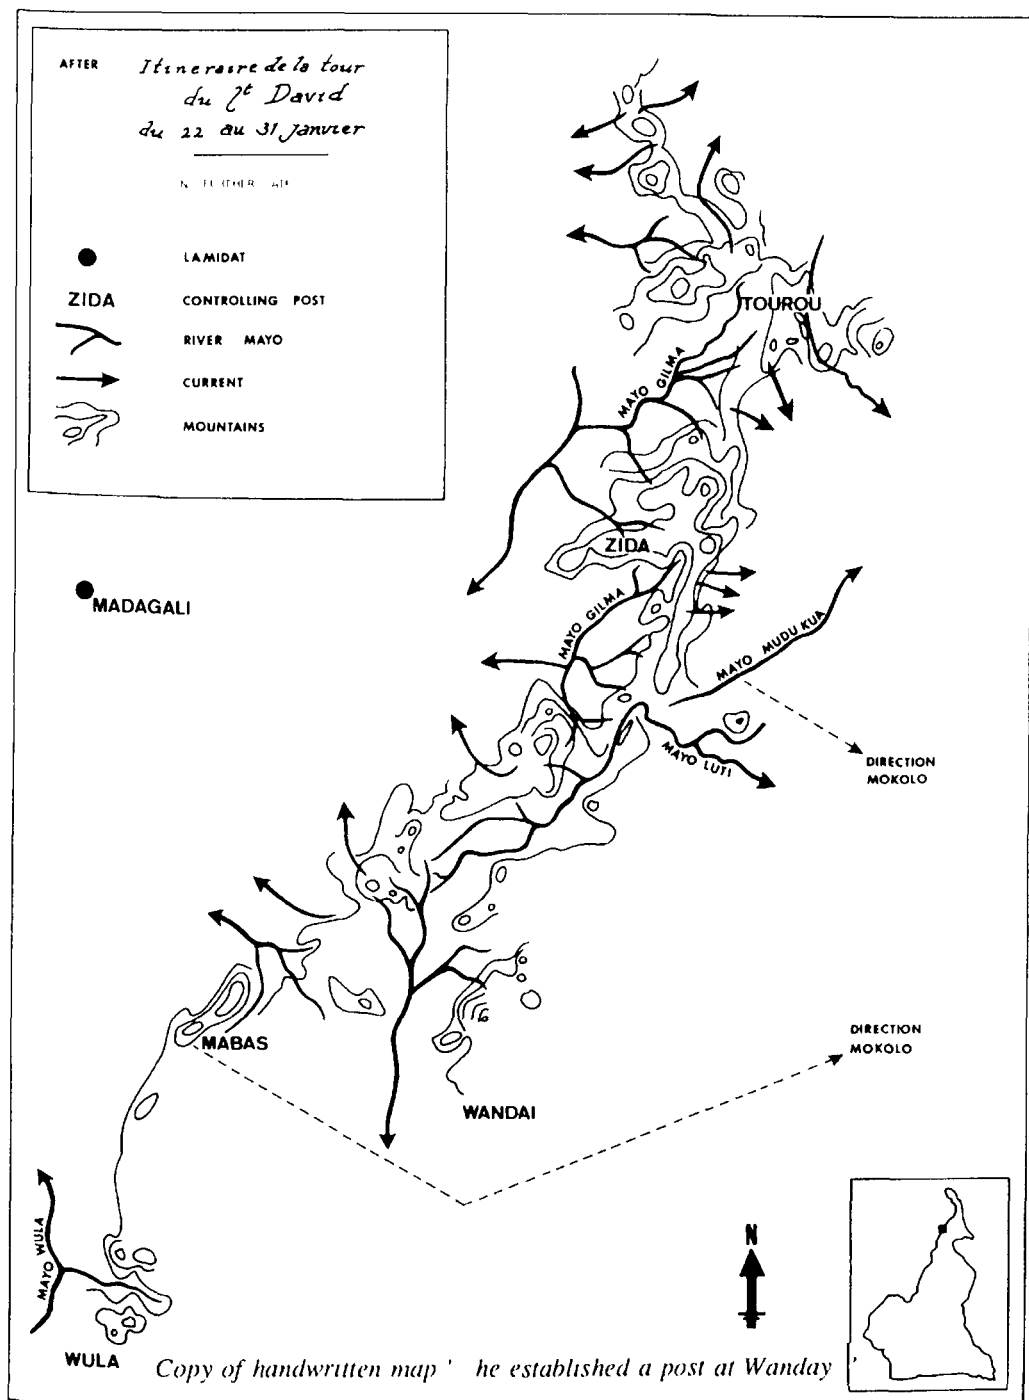 AFTER
Itineraire de la tour
du Lt David
du 22 au 31 janvier
FURTHER
LAMIDAT
ZIDA CONTROLLING POST
RIVER MAYO
CURRENT
MOUNTAINS
TOUROU
MAYO GILMA
ZIDA
MADAGALI
MAYO GILMA
MAYO MUDUKUA
MAYO LUTI
DIRECTION
MOKOLO
MABAS
WANDAI
DIRECTION
MOKOLO
MAYO WULA
N
WULA
Copy of handwritten map ' he established a post at Wanday '